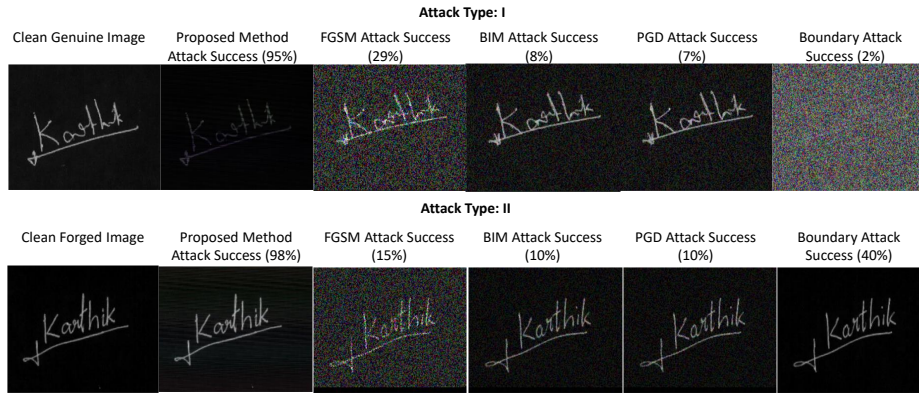 Attack Type: I
Clean Genuine Image
Proposed Method
Attack Success (95%)
FGSM Attack Success
(29%)
BIM Attack Success
(8%)
PGD Attack Success
(7%)
Boundary Attack
Success (2%)
Karthik
Karthik
Karthik
Karthik
Karthik
Attack Type: II
Clean Forged Image
Proposed Method
Attack Success (98%)
FGSM Attack Success
(15%)
BIM Attack Success
(10%)
PGD Attack Success
(10%)
Boundary Attack
Success (40%)
Karthik
Karthik
Karthik
Karthik
Karthik
Karthik